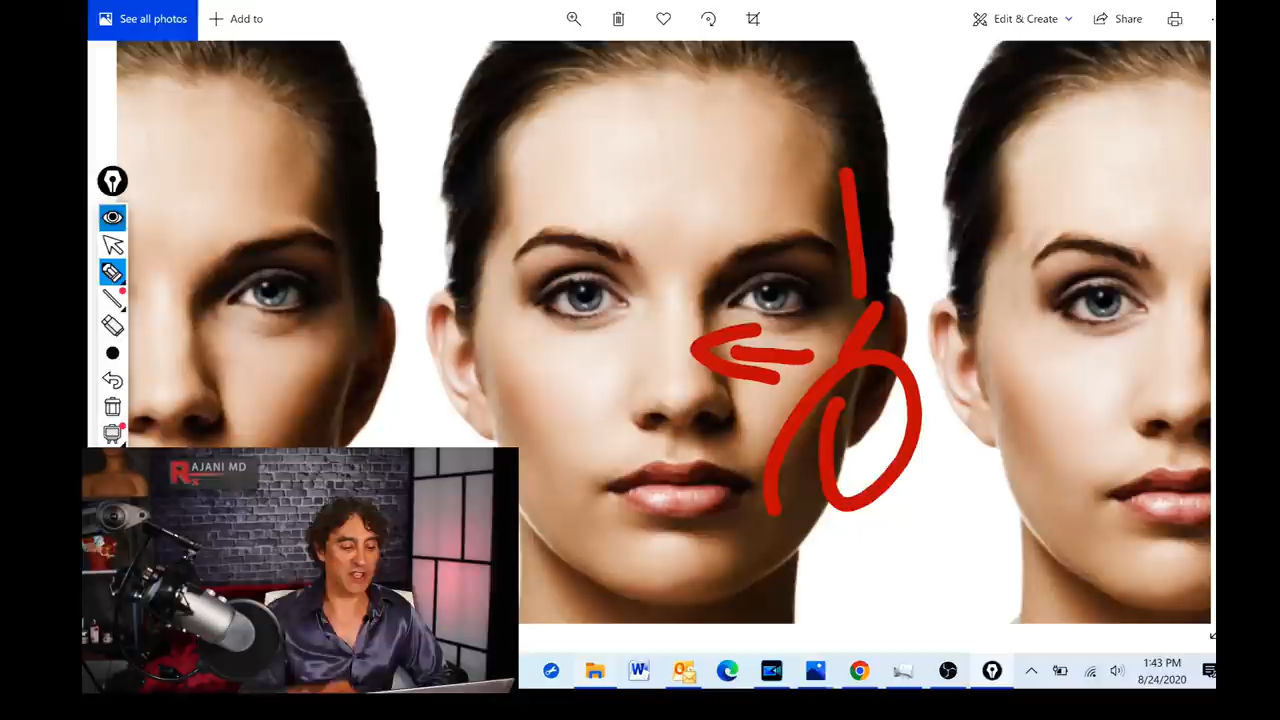 See all photos
Add to
Edit & Create
Share
R AJANI MD
x
1:43 PM
8/24/2020